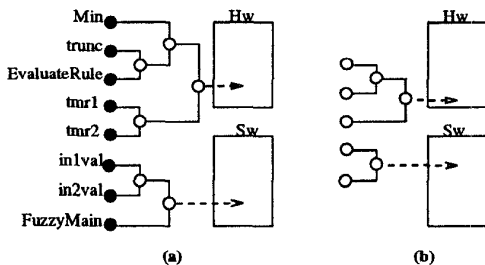 Min
Hw
trunc
EvaluateRule
tmr1
tmr2
Sw
in1val
in2val
FuzzyMain
(a)
Hw
Sw
(b)